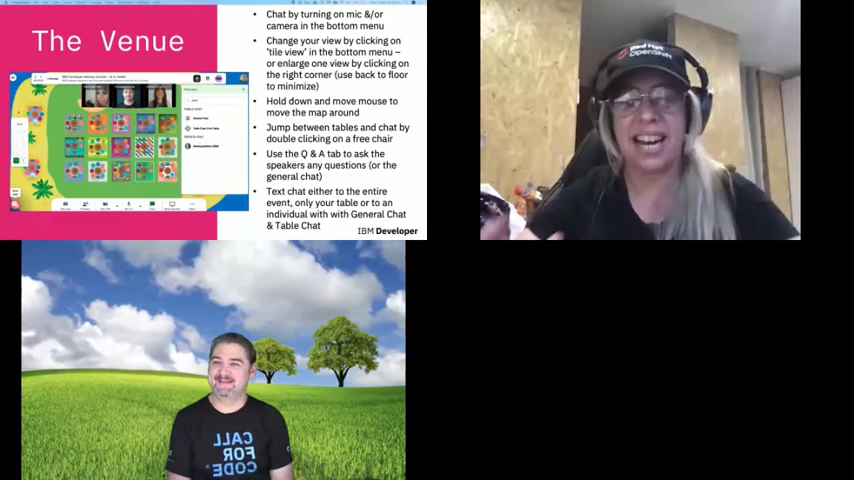 The Venue
• Chat by turning on mic &/or
camera in the bottom menu
• Change your view by clicking on
'tile view' in the bottom menu –
or enlarge one view by clicking on
the right corner (use back to floor
to minimize)
• Hold down and move mouse to
move the map around
• Jump between tables and chat by
double clicking on a free chair
• Use the Q & A tab to ask the
speakers any questions (or the
general chat)
• Text chat either to the entire
event, only your table or to an
individual with with General Chat
& Table Chat
IBM Developer
Red Hat
OpenShift
CALL
FOR
CODE